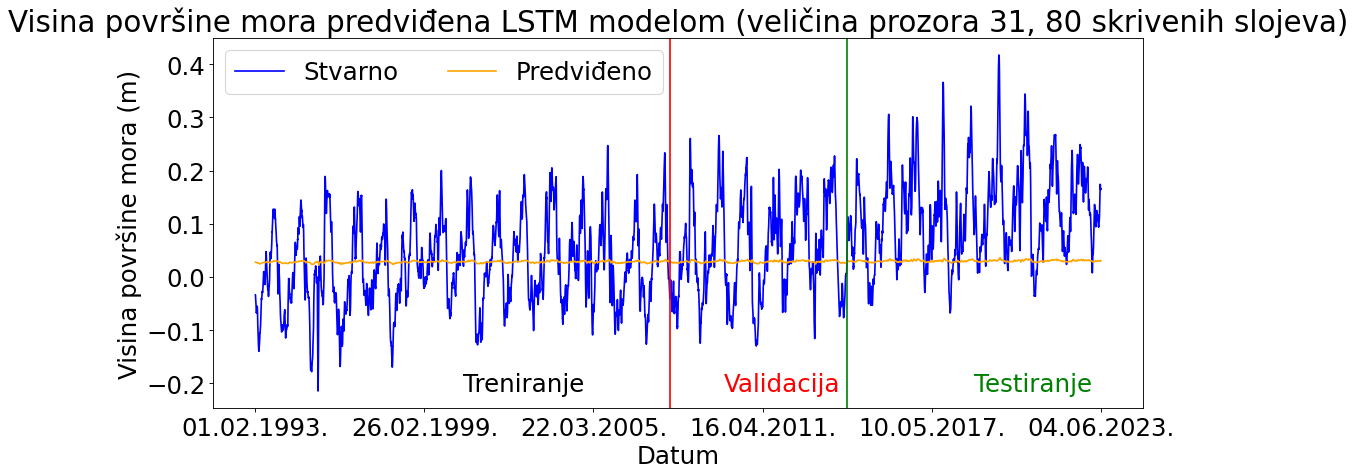 Visina površine mora predviđena LSTM modelom (veličina prozora 31, 80 skrivenih slojeva)
Stvarno Predviđeno
Visina površine mora (m)
0.4
0.3
0.2
0.1
0.0
−0.1
−0.2
Treniranje Validacija Testiranje
01.02.1993. 26.02.1999. 22.03.2005. 16.04.2011. 10.05.2017. 04.06.2023.
Datum